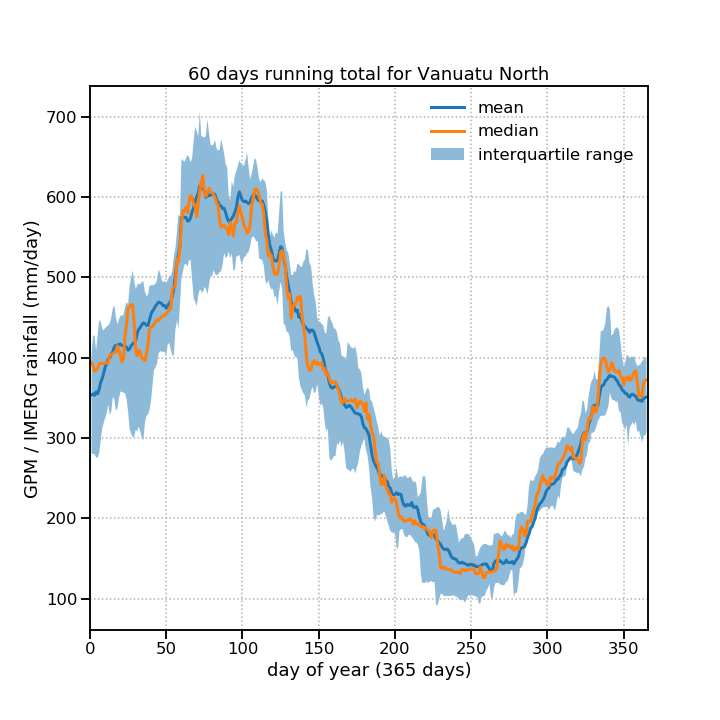 60 days running total for Vanuatu North
mean
median
interquartile range
GPM / IMERG rainfall (mm/day)
700
600
500
400
300
200
100
0 50 100 150 200 250 300 350
day of year (365 days)